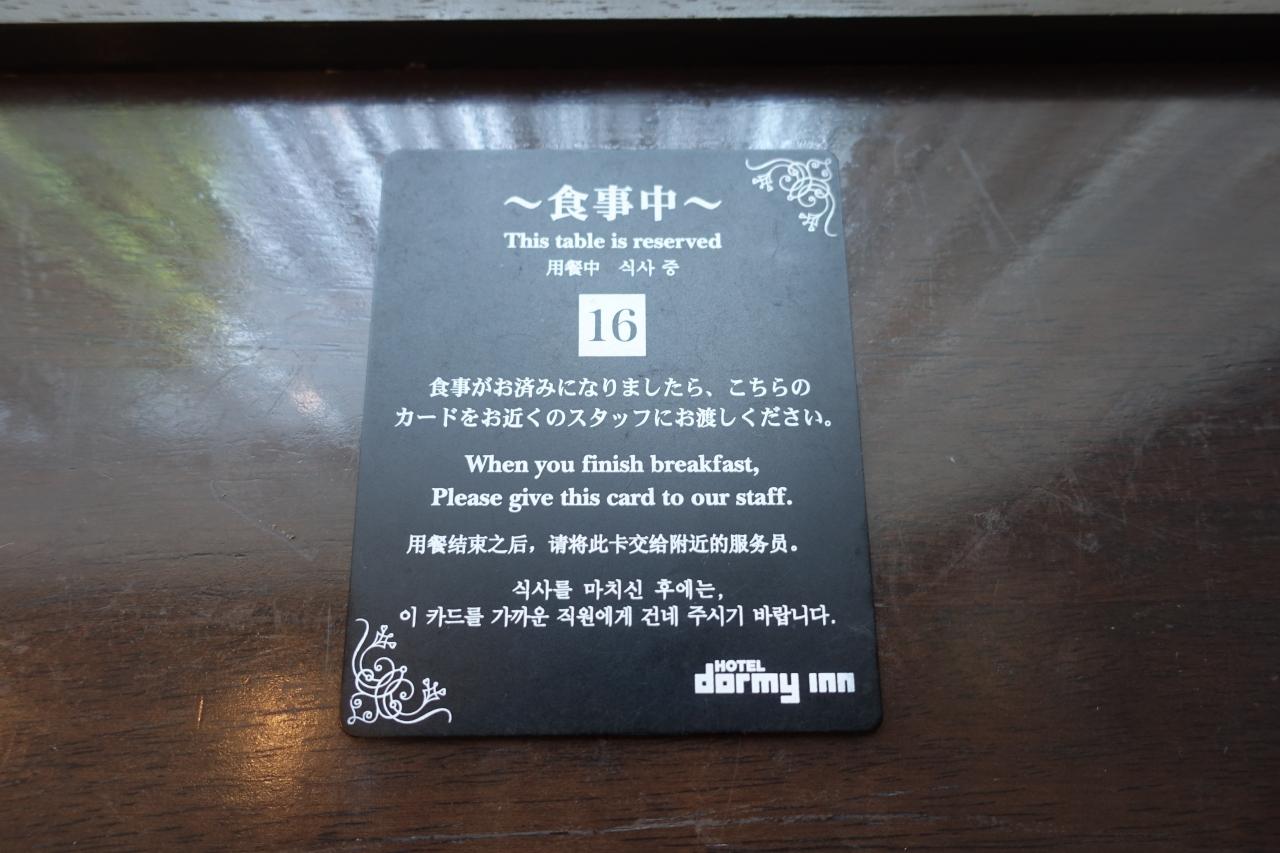 ～食事中～
This table is reserved
用餐中　식사 중
16
食事がお済みになりましたら、こちらの
カードをお近くのスタッフにお渡しください。
When you finish breakfast,
Please give this card to our staff.
用餐结束之后，请将此卡交给附近的服务员。
식사를 마치신 후에는,
이 카드를 가까운 직원에게 건네 주시기 바랍니다.
HOTEL
dormy inn